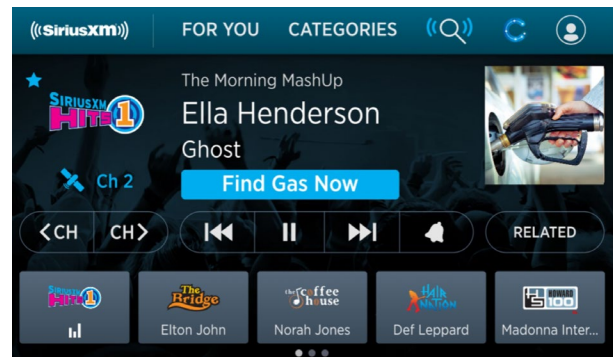 ((SiriusXM))
FOR YOU
CATEGORIES
The Morning MashUp
Ella Henderson
Ghost
SIRIUSXM
HITS 1
Ch 2
Find Gas Now
<CH
CH>
RELATED
SIRIUSXM
HITS 1
The
Bridge
Elton John
the coffee
house
Norah Jones
HAIR
NATION
Def Leppard
HOWARD
100
Madonna Inter...